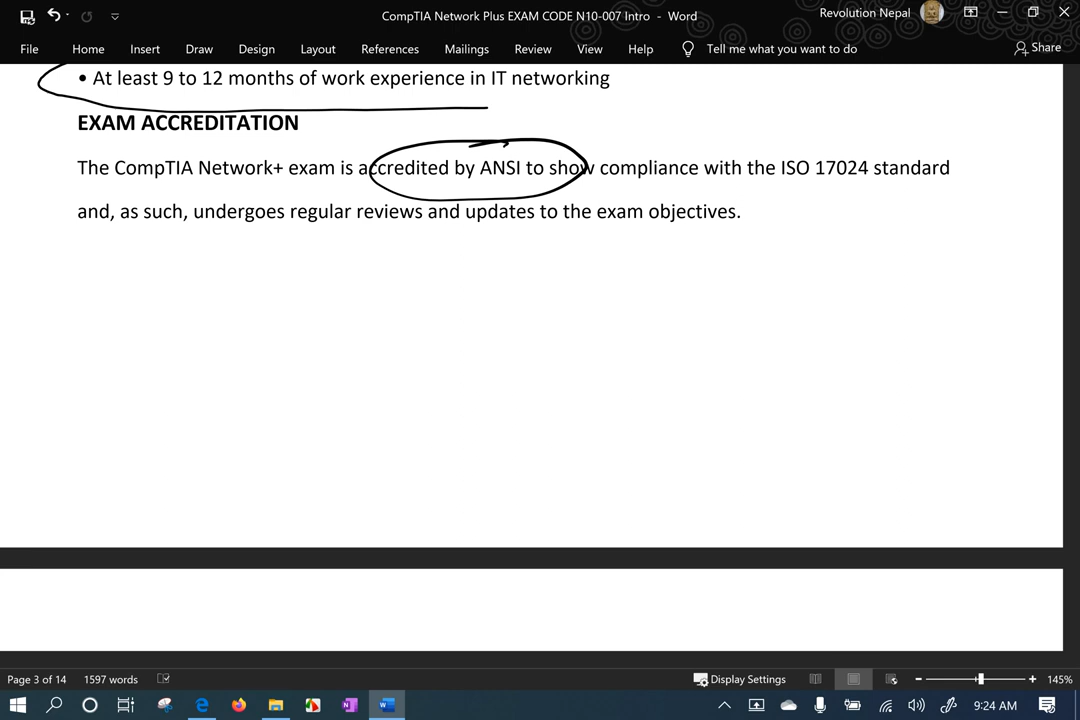 CompTIA Network Plus EXAM CODE N10-007 Intro - Word
Revolution Nepal
File Home Insert Draw Design Layout References Mailings Review View Help Tell me what you want to do Share
• At least 9 to 12 months of work experience in IT networking
EXAM ACCREDITATION
The CompTIA Network+ exam is accredited by ANSI to show compliance with the ISO 17024 standard
and, as such, undergoes regular reviews and updates to the exam objectives.
Page 3 of 14 1597 words Display Settings 145%
9:24 AM